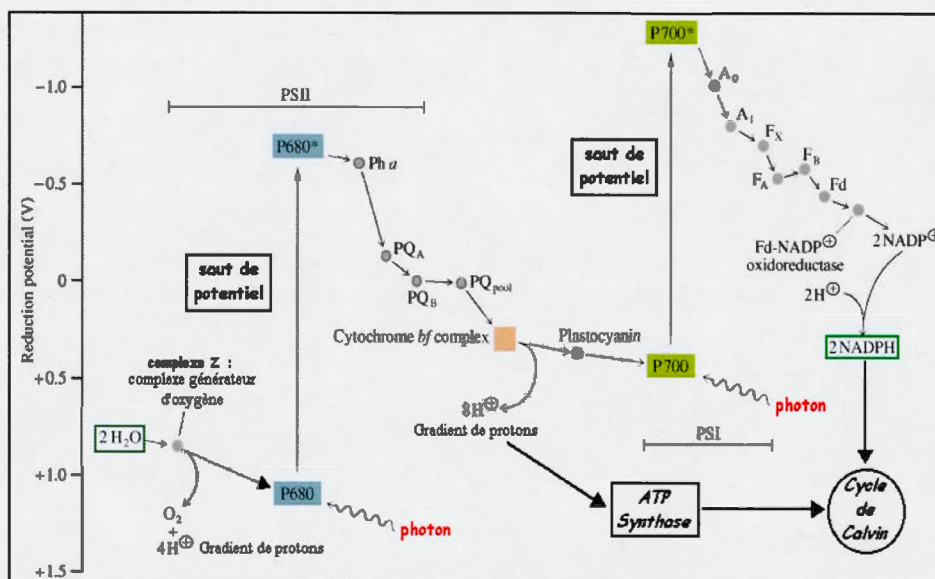 Reduction potential (V)
−1.0
−0.5
0
+0.5
+1.0
+1.5
PSII
P680*
Ph a
saut de
potentiel
PQA
PQB
PQpool
Cytochrome bf complex
Plastocyanin
complexe Z :
complexe générateur
d'oxygène
2 H2O
P680
photon
O2
+
4H⊕ Gradient de protons
8H⊕
Gradient de protons
P700*
saut de
potentiel
A0
A1
FX
FA
FB
Fd
Fd-NADP⊕
oxidoreductase
2NADP⊕
2H⊕
2NADPH
P700
photon
PSI
ATP
Synthase
Cycle
de
Calvin